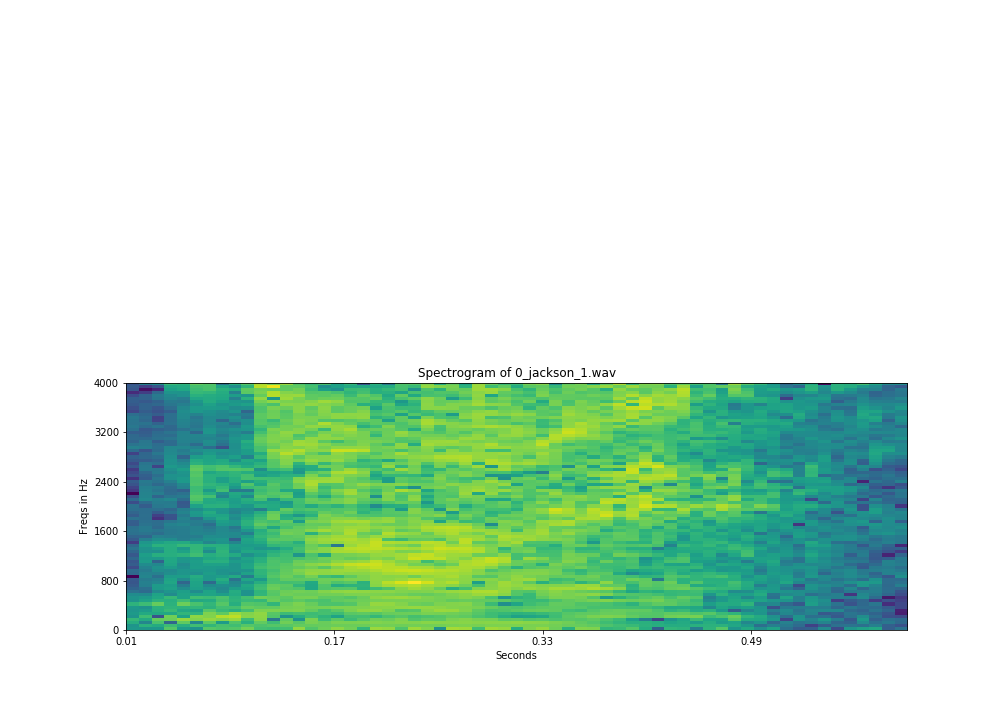 Spectrogram of 0_jackson_1.wav
4000
3200
2400
1600
800
0
Freqs in Hz
0.01 0.17 0.33 0.49
Seconds